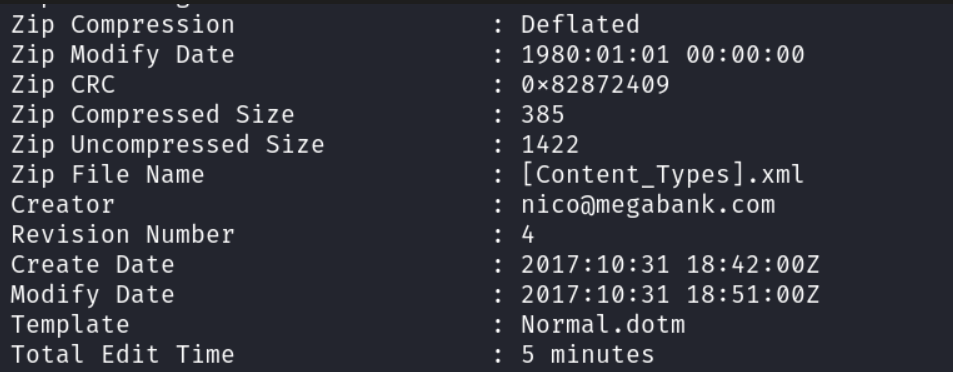 Zip Compression : Deflated
Zip Modify Date : 1980:01:01 00:00:00
Zip CRC : 0x82872409
Zip Compressed Size : 385
Zip Uncompressed Size : 1422
Zip File Name : [Content_Types].xml
Creator : nico@megabank.com
Revision Number : 4
Create Date : 2017:10:31 18:42:00Z
Modify Date : 2017:10:31 18:51:00Z
Template : Normal.dotm
Total Edit Time : 5 minutes